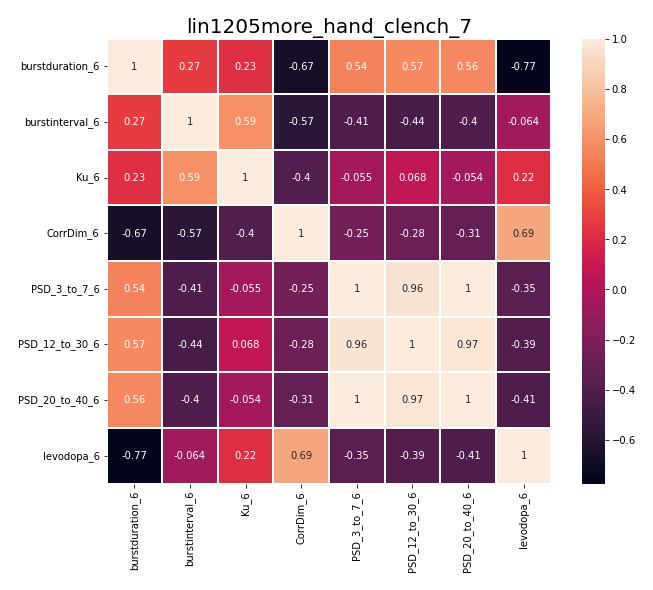 lin1205more_hand_clench_7
burstduration_6 1 0.27 0.23 -0.67 0.54 0.57 0.56 -0.77
burstinterval_6 0.27 1 0.59 -0.57 -0.41 -0.44 -0.4 -0.064
Ku_6 0.23 0.59 1 -0.4 -0.055 0.068 -0.054 0.22
CorrDim_6 -0.67 -0.57 -0.4 1 -0.25 -0.28 -0.31 0.69
PSD_3_to_7_6 0.54 -0.41 -0.055 -0.25 1 0.96 1 -0.35
PSD_12_to_30_6 0.57 -0.44 0.068 -0.28 0.96 1 0.97 -0.39
PSD_20_to_40_6 0.56 -0.4 -0.054 -0.31 1 0.97 1 -0.41
levodopa_6 -0.77 -0.064 0.22 0.69 -0.35 -0.39 -0.41 1
burstduration_6
burstinterval_6
Ku_6
CorrDim_6
PSD_3_to_7_6
PSD_12_to_30_6
PSD_20_to_40_6
levodopa_6
1.0
0.8
0.6
0.4
0.2
0.0
−0.2
−0.4
−0.6